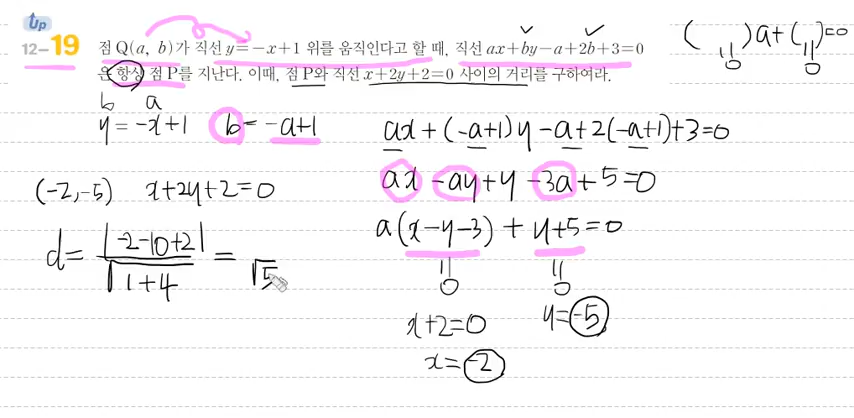 Up
12-19 점 Q(a, b)가 직선 y=-x+1 위를 움직인다고 할 때, 직선 ax+by-a+2b+3=0
은 항상 점 P를 지난다. 이때, 점 P와 직선 x+2y+2=0 사이의 거리를 구하여라.
( )a+( )=0
0 0
b a
y=-x+1 b=-a+1
(-2,-5) x+2y+2=0
d=|-2-10+2|/√1+4 = √5
ax+(-a+1)y-a+2(-a+1)+3=0
ax-ay+y-3a+5=0
a(x-y-3)+y+5=0
0 0
x+2=0 y=-5
x=-2